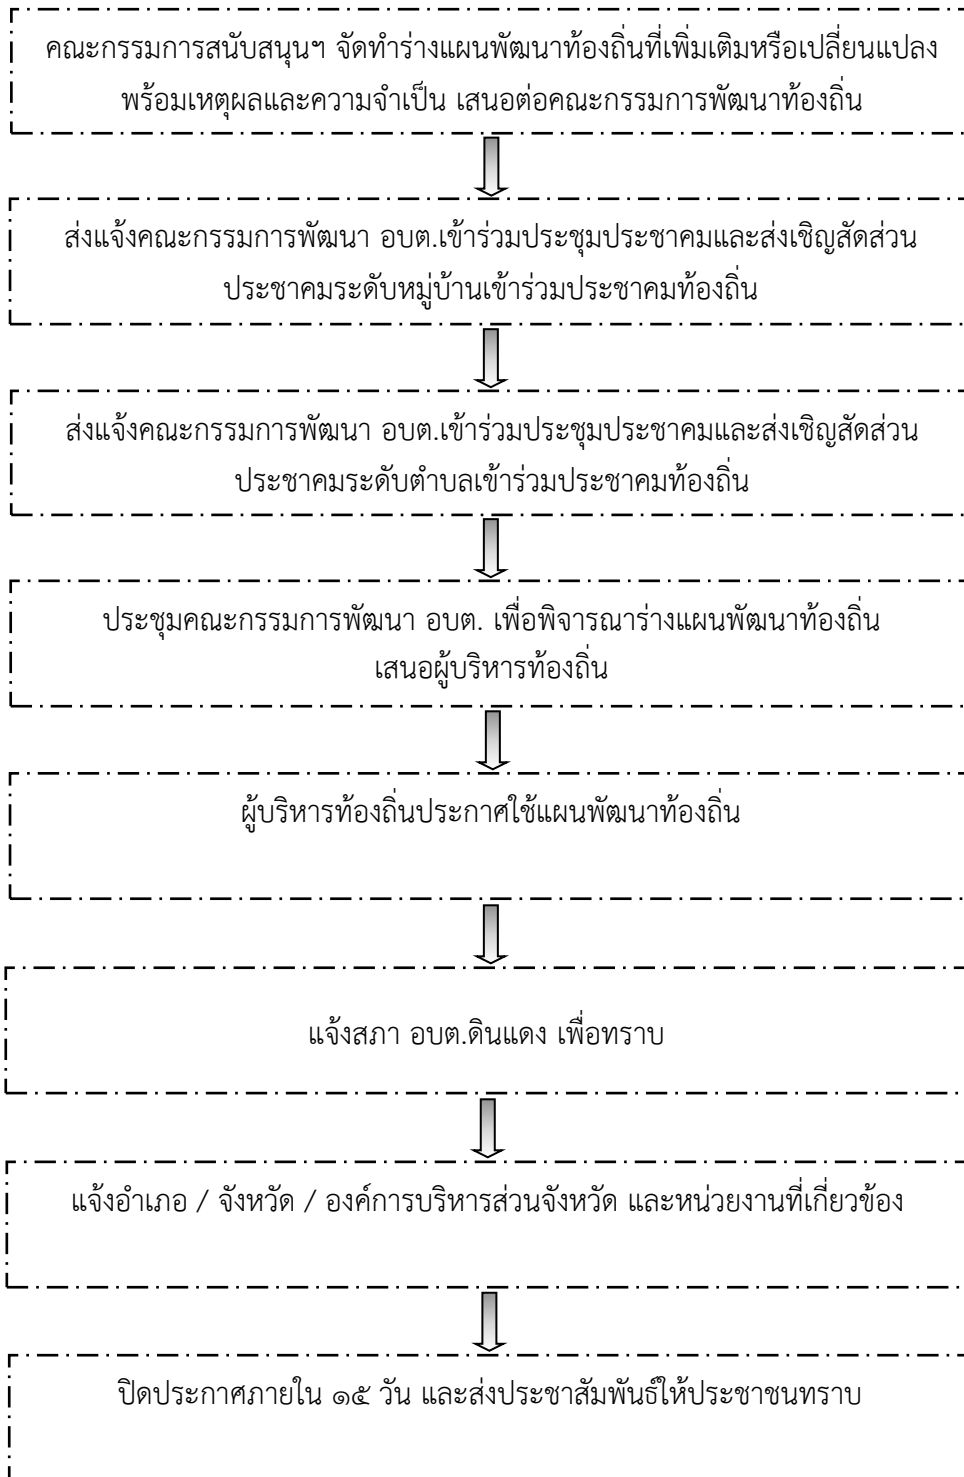 คณะกรรมการสนับสนุนฯ จัดทำร่างแผนพัฒนาท้องถิ่นที่เพิ่มเติมหรือเปลี่ยนแปลง
พร้อมเหตุผลและความจำเป็น เสนอต่อคณะกรรมการพัฒนาท้องถิ่น
ส่งแจ้งคณะกรรมการพัฒนา อบต.เข้าร่วมประชุมประชาคมและส่งเชิญสัดส่วน
ประชาคมระดับหมู่บ้านเข้าร่วมประชาคมท้องถิ่น
ส่งแจ้งคณะกรรมการพัฒนา อบต.เข้าร่วมประชุมประชาคมและส่งเชิญสัดส่วน
ประชาคมระดับตำบลเข้าร่วมประชาคมท้องถิ่น
ประชุมคณะกรรมการพัฒนา อบต. เพื่อพิจารณาร่างแผนพัฒนาท้องถิ่น
เสนอผู้บริหารท้องถิ่น
ผู้บริหารท้องถิ่นประกาศใช้แผนพัฒนาท้องถิ่น
แจ้งสภา อบต.ดินแดง เพื่อทราบ
แจ้งอำเภอ / จังหวัด / องค์การบริหารส่วนจังหวัด และหน่วยงานที่เกี่ยวข้อง
ปิดประกาศภายใน ๑๕ วัน และส่งประชาสัมพันธ์ให้ประชาชนทราบ